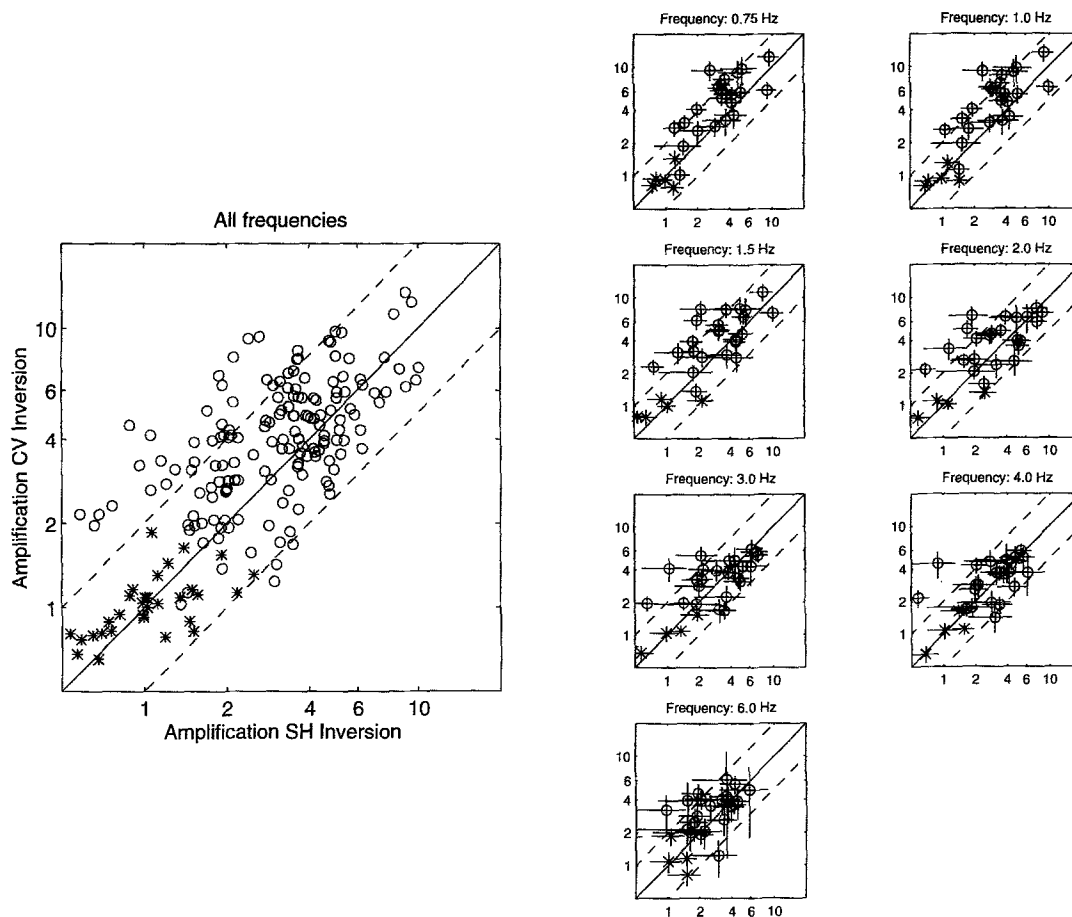 All frequencies
Amplification CV Inversion
10
6
4
2
1
1 2 4 6 10
Amplification SH Inversion
Frequency: 0.75 Hz
10
6
4
2
1
1 2 4 6 10
Frequency: 1.0 Hz
10
6
4
2
1
1 2 4 6 10
Frequency: 1.5 Hz
10
6
4
2
1
1 2 4 6 10
Frequency: 2.0 Hz
10
6
4
2
1
1 2 4 6 10
Frequency: 3.0 Hz
10
6
4
2
1
1 2 4 6 10
Frequency: 4.0 Hz
10
6
4
2
1
1 2 4 6 10
Frequency: 6.0 Hz
10
6
4
2
1
1 2 4 6 10